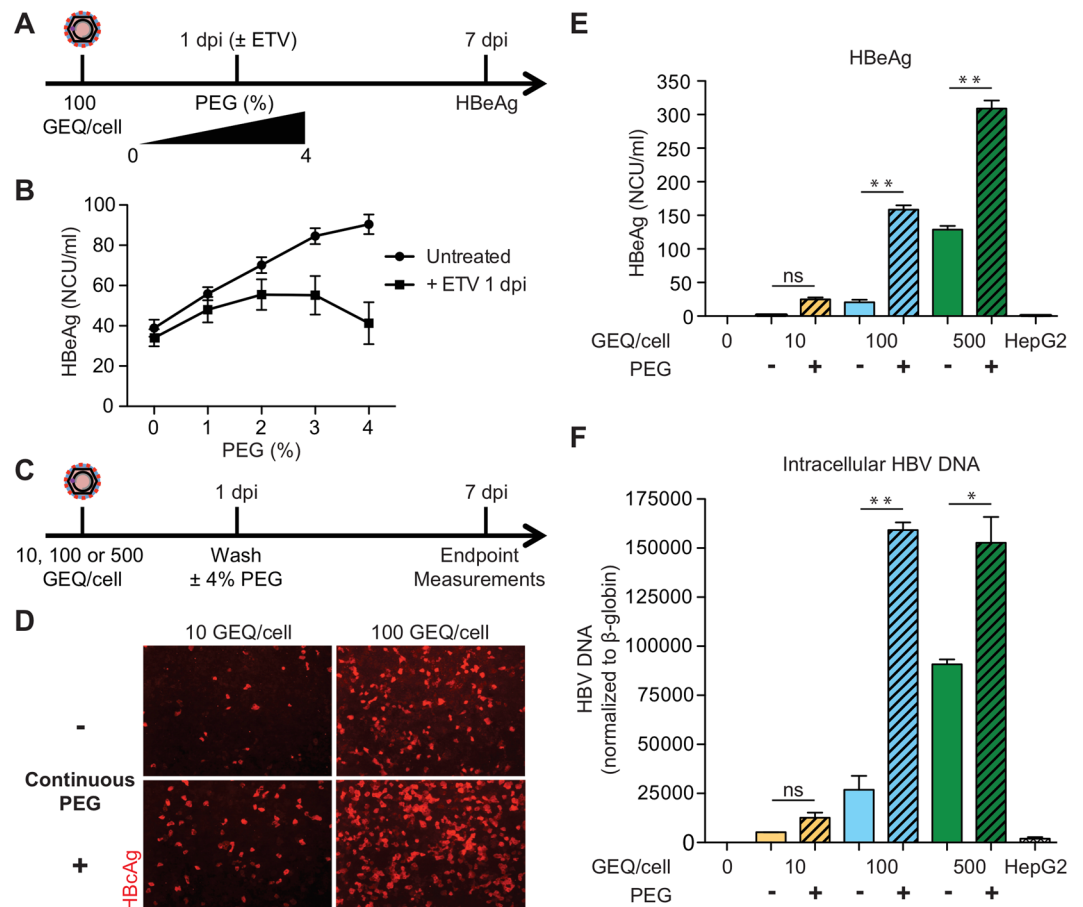 A
1 dpi (± ETV)
7 dpi
100
GEQ/cell
PEG (%)
HBeAg
0
4
B
HBeAg (NCU/ml)
100
80
60
40
20
0
0 1 2 3 4
PEG (%)
Untreated
+ ETV 1 dpi
C
1 dpi
7 dpi
10, 100 or 500
GEQ/cell
Wash
± 4% PEG
Endpoint
Measurements
D
10 GEQ/cell
100 GEQ/cell
-
Continuous
PEG
+
HBcAg
E
HBeAg
HBeAg (NCU/ml)
350
300
250
200
150
100
50
0
ns
**
**
GEQ/cell 0 10 100 500 HepG2
PEG - + - + - +
F
Intracellular HBV DNA
HBV DNA
(normalized to β-globin)
175000
150000
125000
100000
75000
50000
25000
0
ns
**
*
GEQ/cell 0 10 100 500 HepG2
PEG - + - + - +